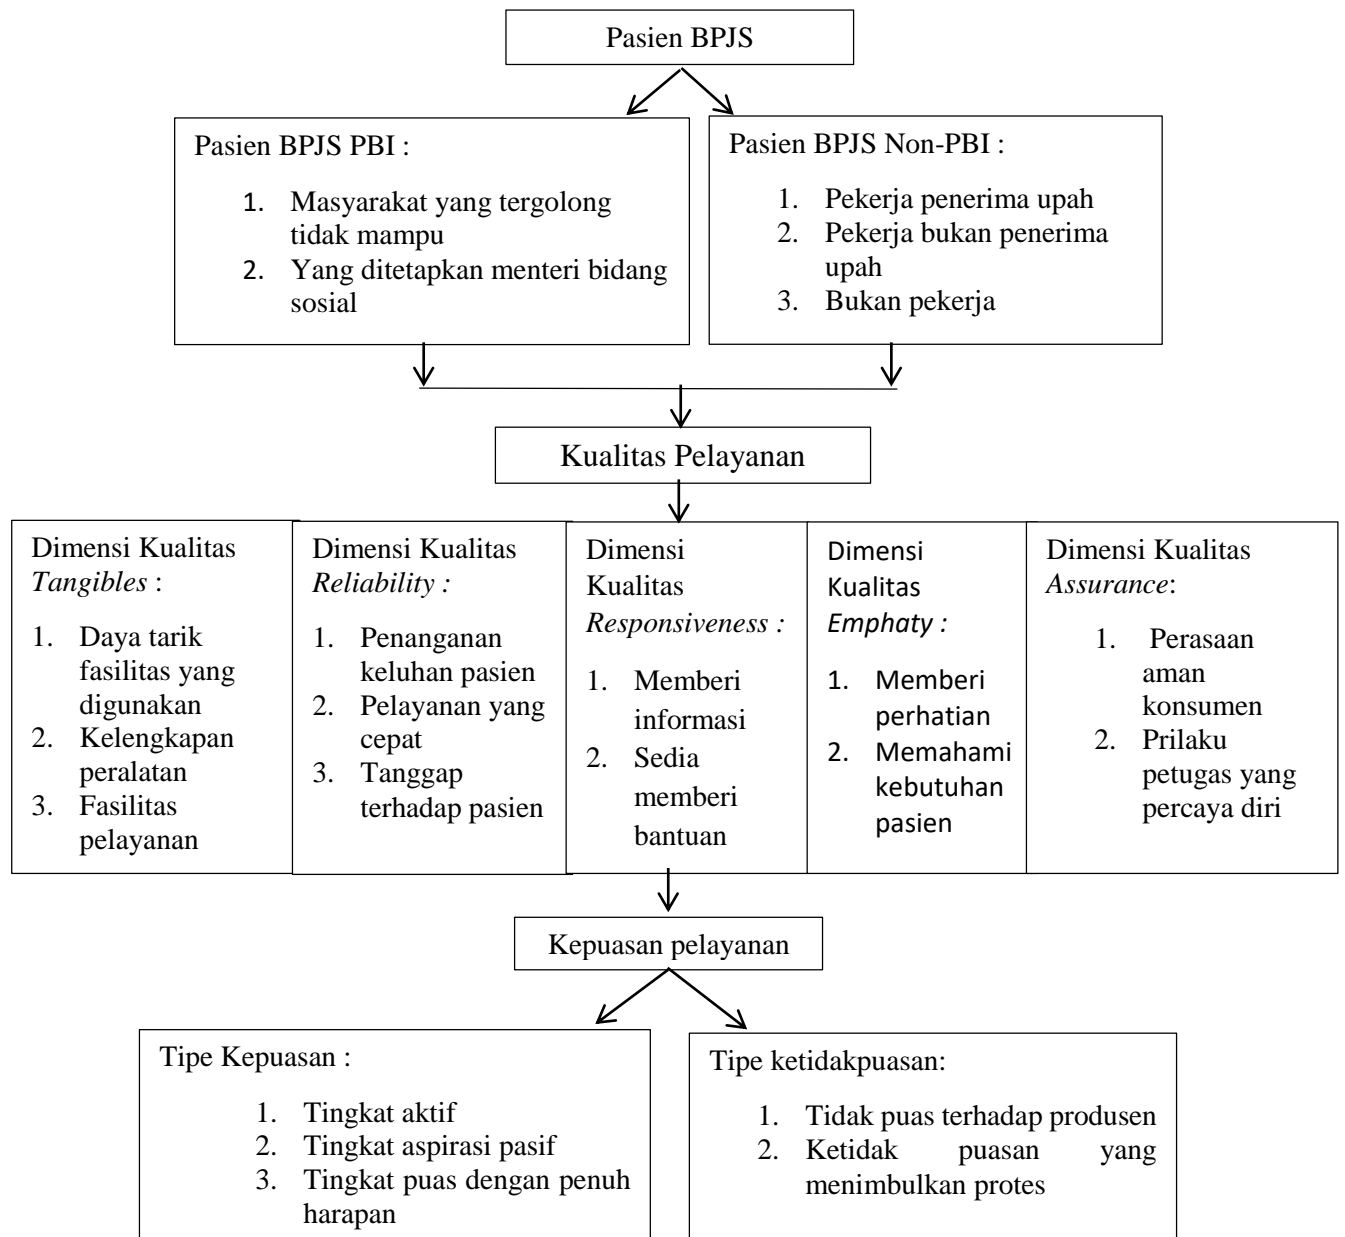 Pasien BPJS
Pasien BPJS PBI :
1. Masyarakat yang tergolong
tidak mampu
2. Yang ditetapkan menteri bidang
sosial
Pasien BPJS Non-PBI :
1. Pekerja penerima upah
2. Pekerja bukan penerima
upah
3. Bukan pekerja
Kualitas Pelayanan
Dimensi Kualitas
Tangibles :
1. Daya tarik
fasilitas yang
digunakan
2. Kelengkapan
peralatan
3. Fasilitas
pelayanan
Dimensi Kualitas
Reliability :
1. Penanganan
keluhan pasien
2. Pelayanan yang
cepat
3. Tanggap
terhadap pasien
Dimensi
Kualitas
Responsiveness :
1. Memberi
informasi
2. Sedia
memberi
bantuan
Dimensi
Kualitas
Emphaty :
1. Memberi
perhatian
2. Memahami
kebutuhan
pasien
Dimensi Kualitas
Assurance:
1. Perasaan
aman
konsumen
2. Prilaku
petugas yang
percaya diri
Kepuasan pelayanan
Tipe Kepuasan :
1. Tingkat aktif
2. Tingkat aspirasi pasif
3. Tingkat puas dengan penuh
harapan
Tipe ketidakpuasan:
1. Tidak puas terhadap produsen
2. Ketidak puasan yang
menimbulkan protes